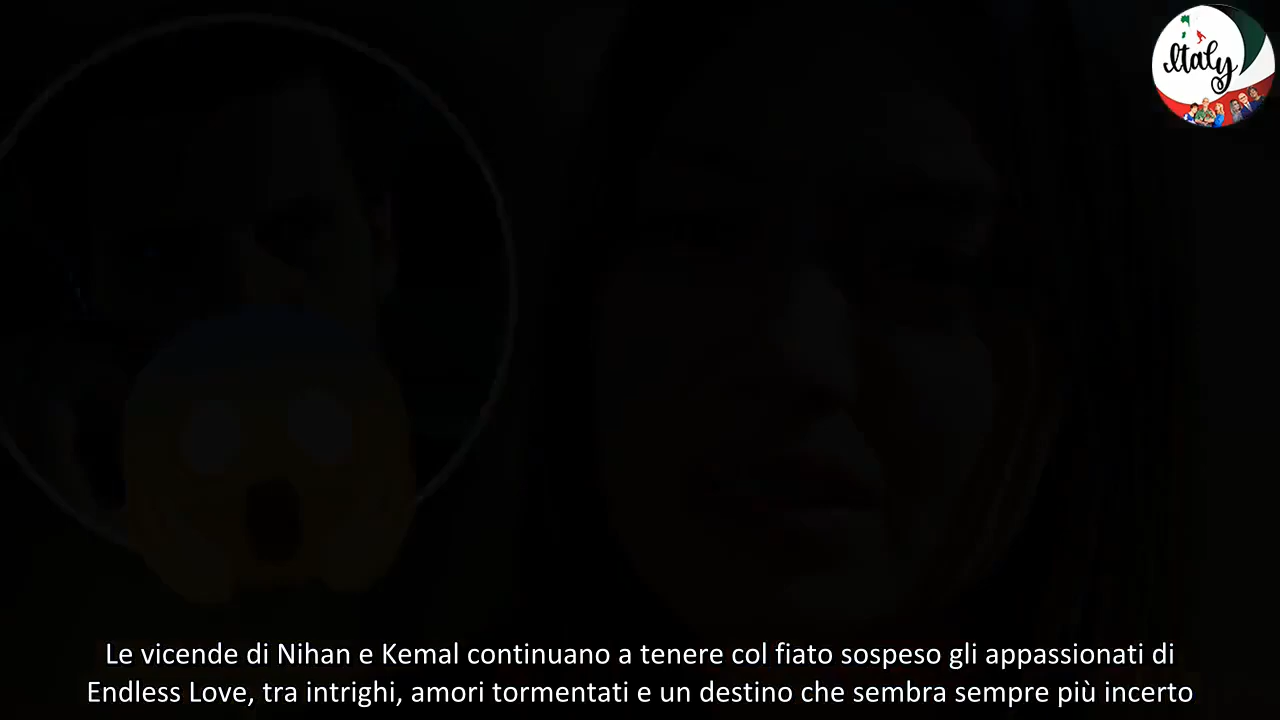 Italy
Le vicende di Nihan e Kemal continuano a tenere col fiato sospeso gli appassionati di
Endless Love, tra intrighi, amori tormentati e un destino che sembra sempre più incerto